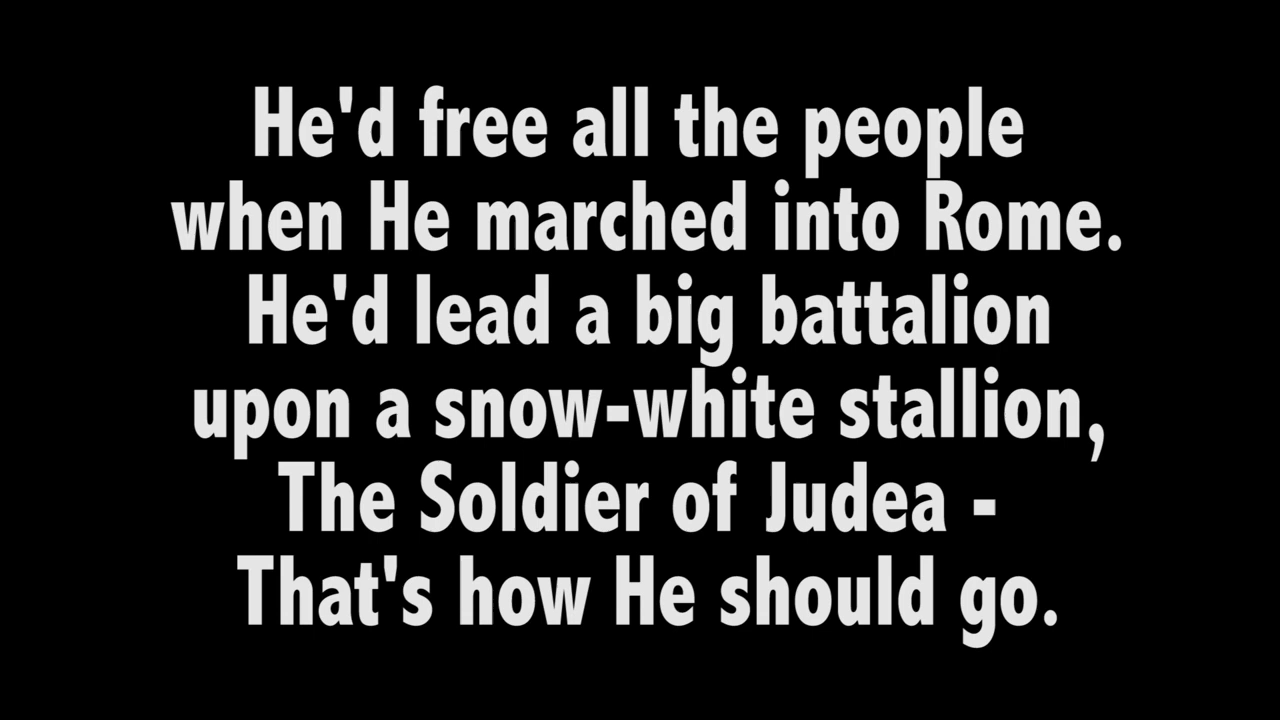 He'd free all the people
when He marched into Rome.
He'd lead a big battalion
upon a snow-white stallion,
The Soldier of Judea -
That's how He should go.